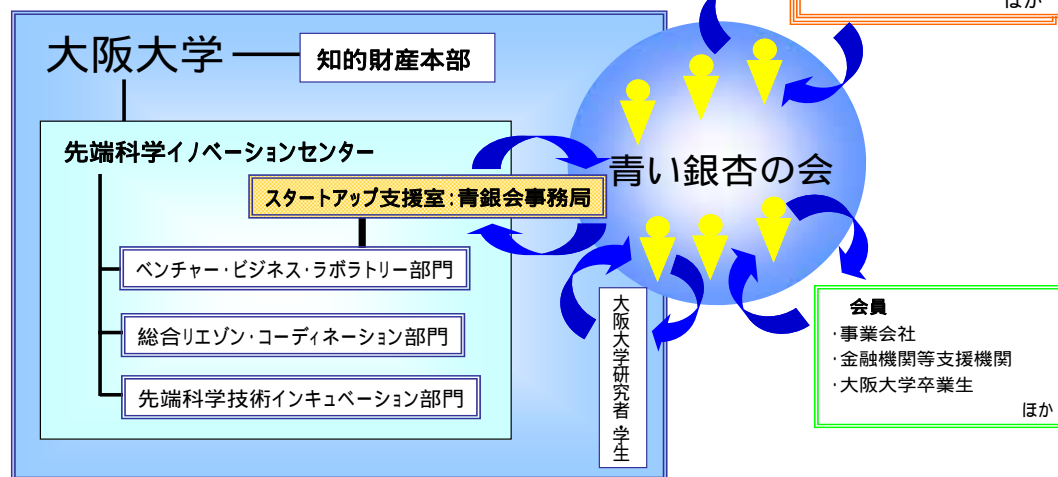 ほか
大阪大学
知的財産本部
先端科学イノベーションセンター
青い銀杏の会
スタートアップ支援室:青銀会事務局
ベンチャー・ビジネス・ラボラトリー部門
総合リエゾン・コーディネーション部門
先端科学技術インキュベーション部門
大阪大学研究者・学生
会員
・事業会社
・金融機関等支援機関
・大阪大学卒業生
ほか